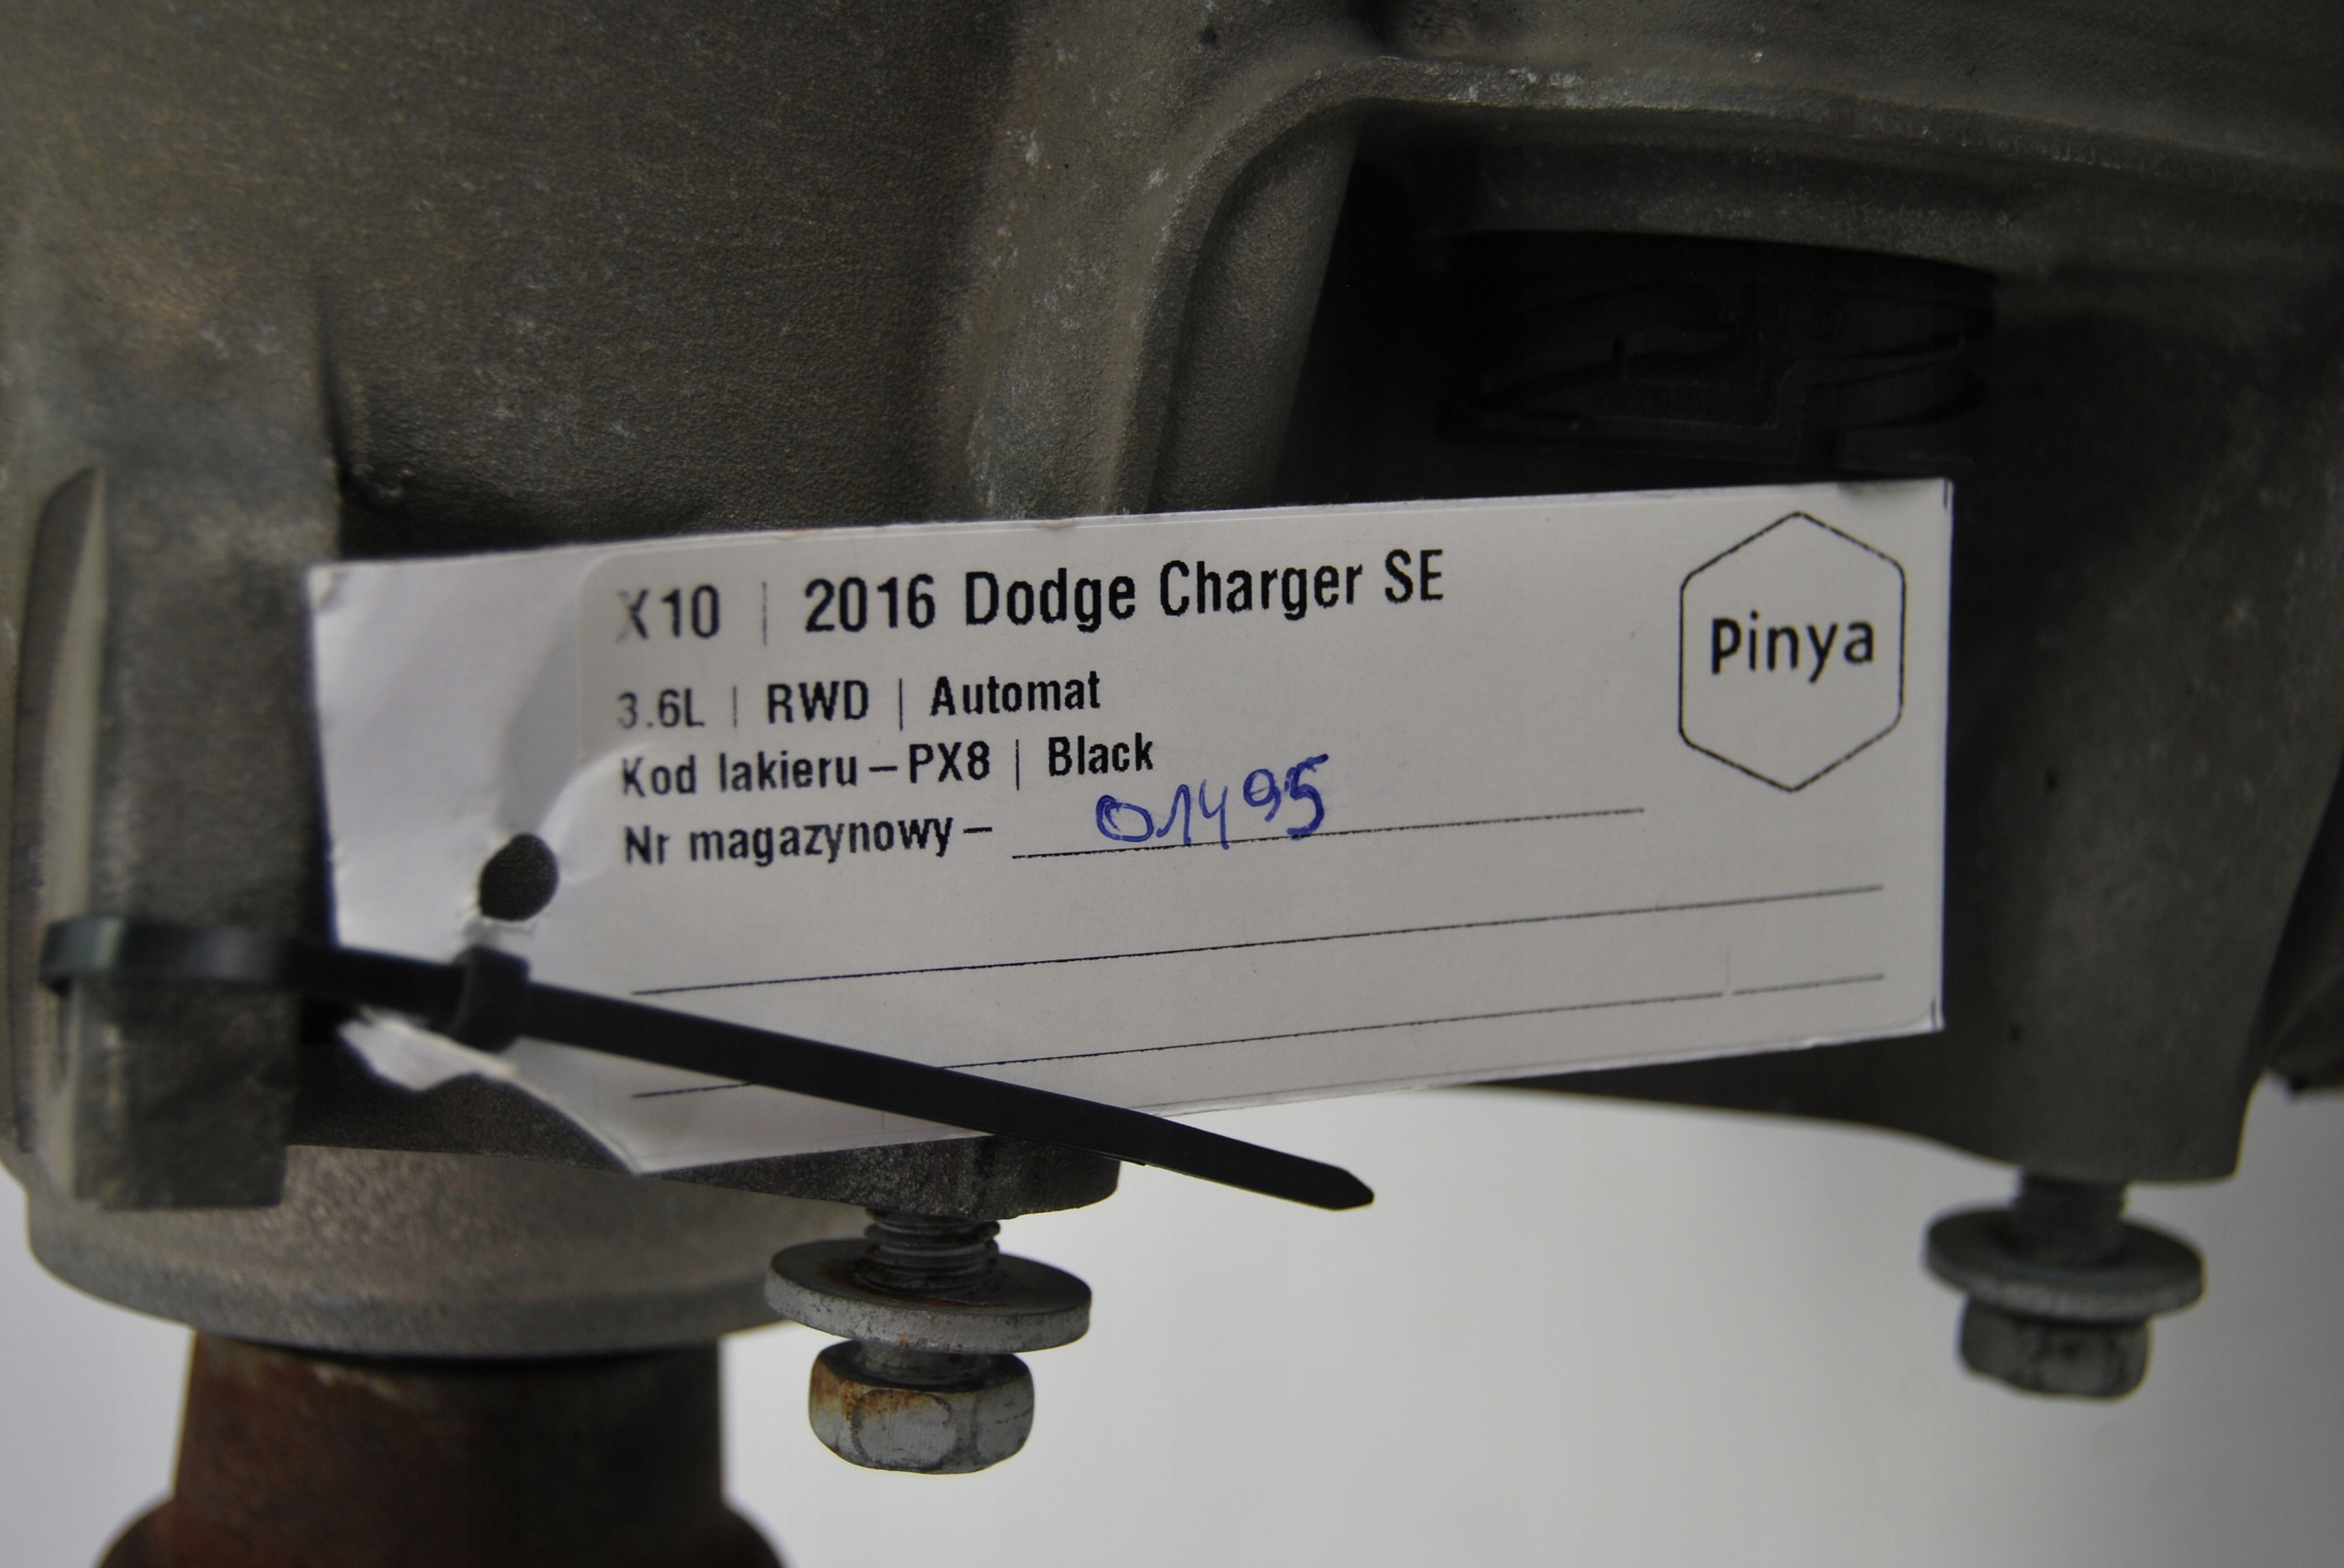 X10 | 2016 Dodge Charger SE
Pinya
3.6L | RWD | Automat
Kod lakieru – PX8 | Black
Nr magazynowy – 01495